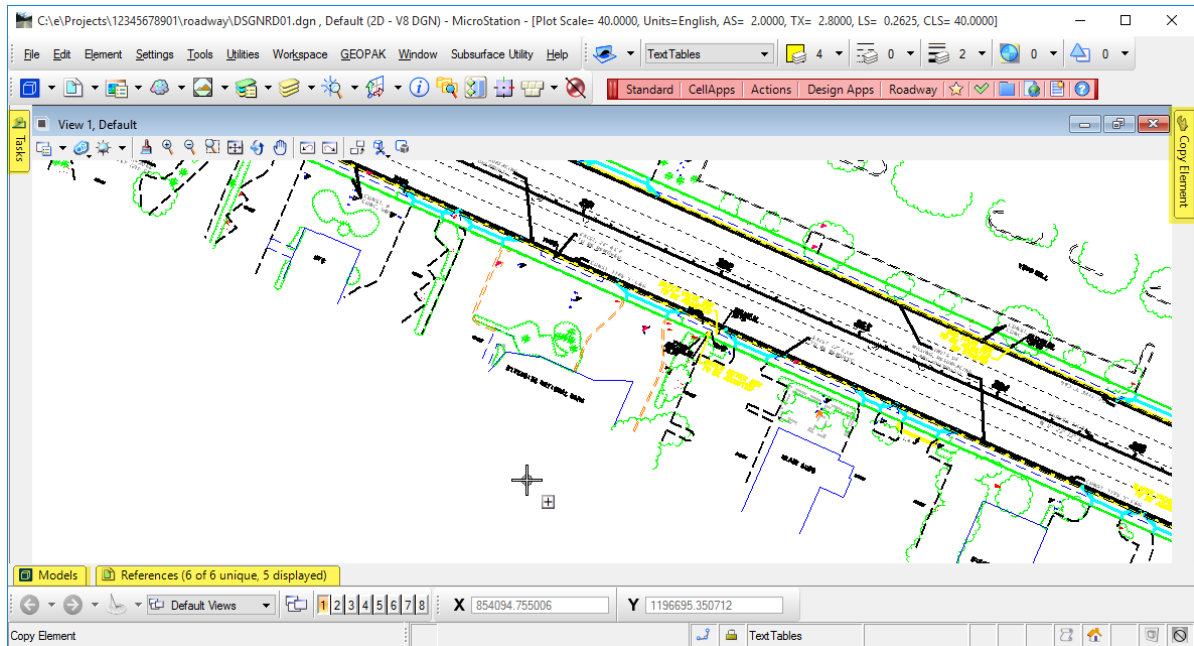 C:\e\Projects\12345678901\roadway\DSGNRD01.dgn , Default (2D - V8 DGN) - MicroStation - [Plot Scale= 40.0000, Units=English, AS= 2.0000, TX= 2.8000, LS= 0.2625, CLS= 40.0000]
File Edit Element Settings Tools Utilities Workspace GEOPAK Window Subsurface Utility Help TextTables 4 0 2 0 0
Standard CellApps Actions Design Apps Roadway
View 1, Default
Tasks
Copy Element
Models References (6 of 6 unique, 5 displayed)
Default Views 1 2 3 4 5 6 7 8 X 854094.755006 Y 1196695.350712
Copy Element TextTables